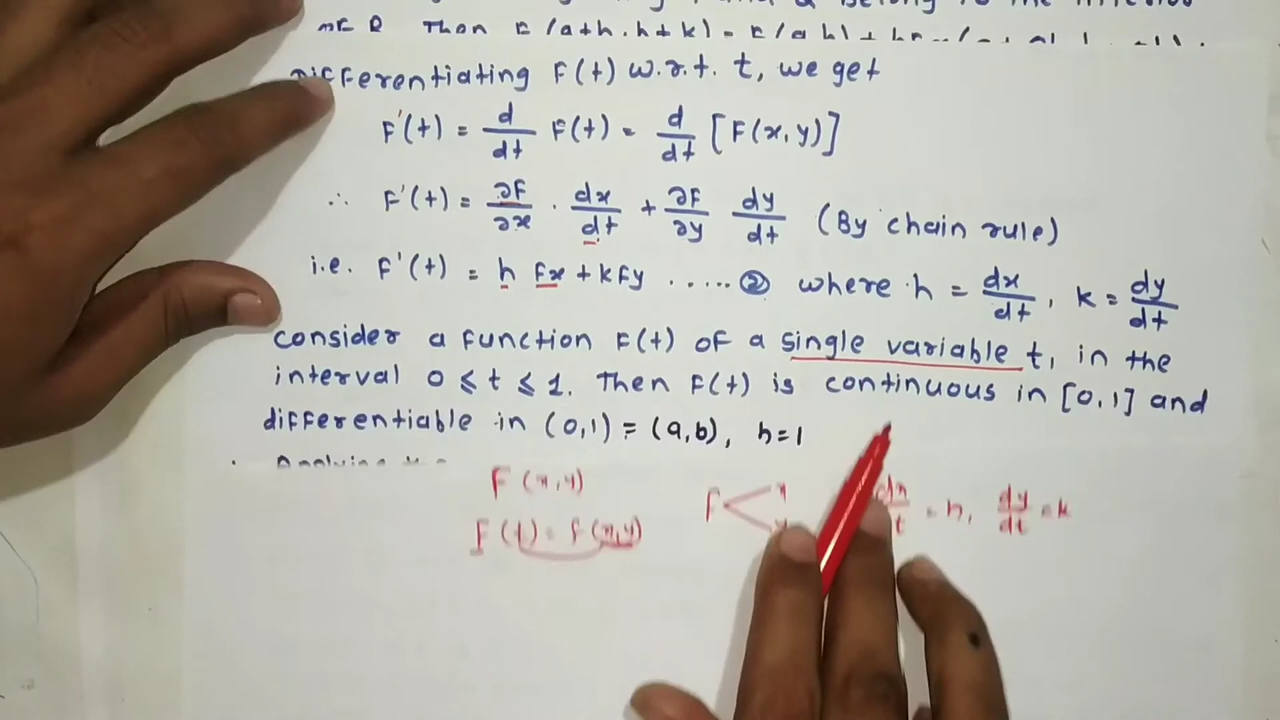 Then F(a+h, b+k) = F(a,b) +
Differentiating F(t) w.r.t. t, we get
F'(t) = d/dt F(t) = d/dt [F(x,y)]
∴ F'(t) = ∂F/∂x · dx/dt + ∂F/∂y dy/dt (By chain rule)
i.e. F'(t) = h Fx + kFy ..... ② where h = dx/dt, k = dy/dt
consider a function F(t) of a single variable t, in the
interval 0 ≤ t ≤ 1. Then F(t) is continuous in [0,1] and
differentiable in (0,1) = (a,b), h=1
F(x,y)
F(t) = F(x,y)
F < x y
= h, dy/dt = k